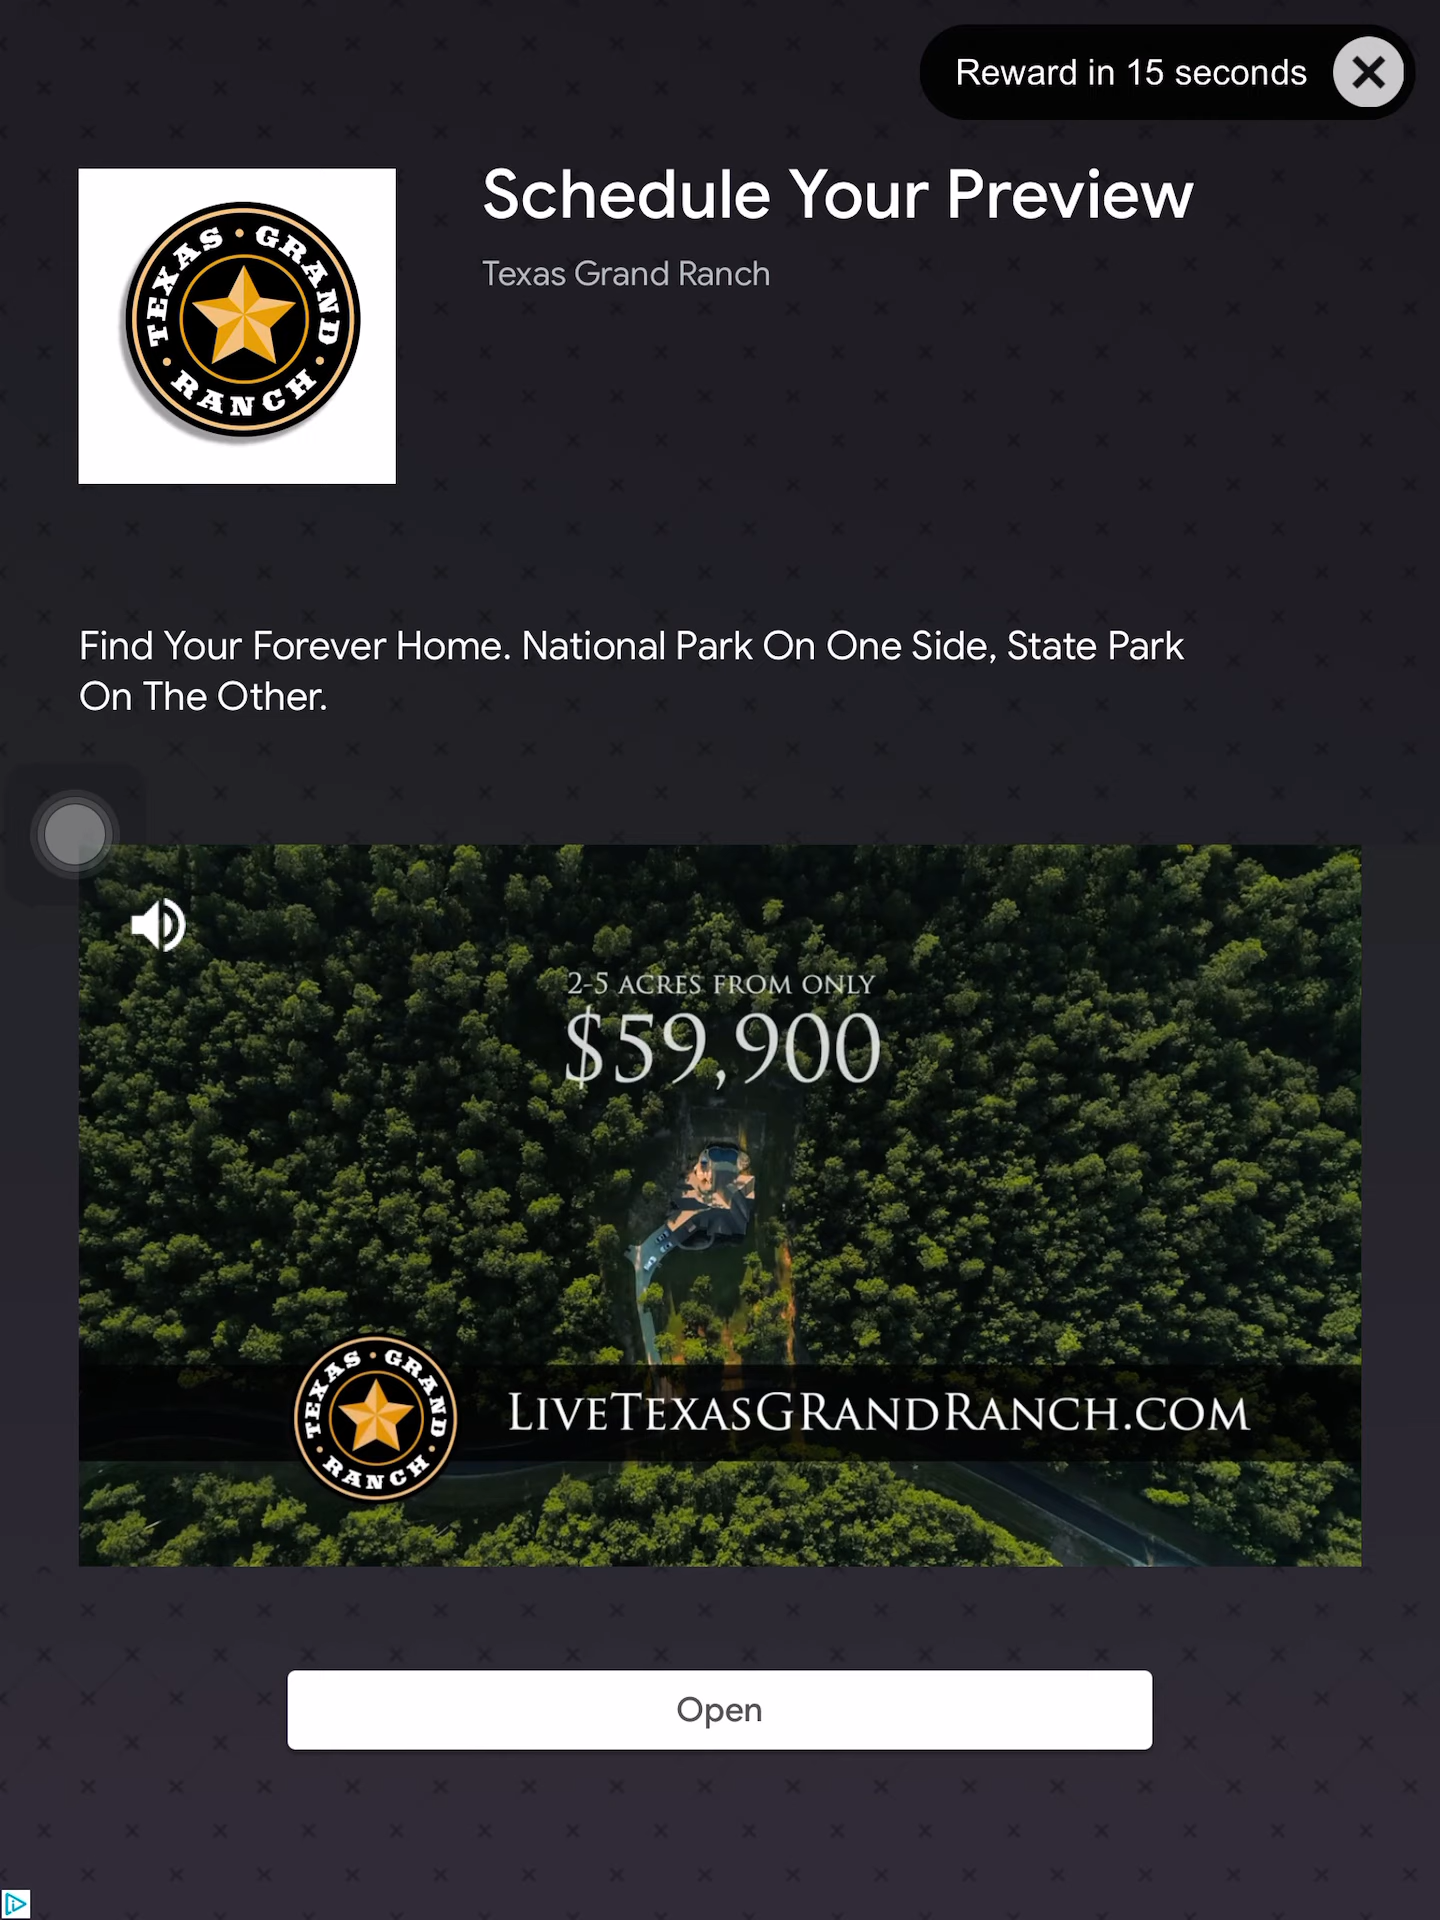 Reward in 15 seconds
TEXAS GRAND RANCH
Schedule Your Preview
Texas Grand Ranch
Find Your Forever Home. National Park On One Side, State Park
On The Other.
2-5 ACRES FROM ONLY
$59,900
TEXAS GRAND RANCH
LIVETEXASGRANDRANCH.COM
Open